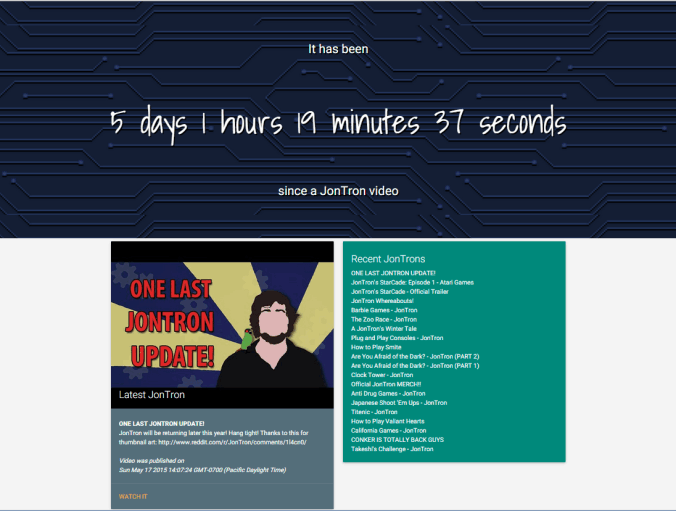 It has been
5 days 1 hours 19 minutes 37 seconds
since a JonTron video
ONE LAST
JONTRON
UPDATE!
Latest JonTron
ONE LAST JONTRON UPDATE!
JonTron will be returning later this year! Hang tight! Thanks to this for
thumbnail art: http://www.reddit.com/r/JonTron/comments/1l4cn0/
Video was published on
Sun May 17 2015 14:07:24 GMT-0700 (Pacific Daylight Time)
WATCH IT
Recent JonTrons
ONE LAST JONTRON UPDATE!
JonTron's StarCade: Episode 1 - Atari Games
JonTron's StarCade - Official Trailer
JonTron Whereabouts!
Barbie Games - JonTron
The Zoo Race - JonTron
A JonTron's Winter Tale
Plug and Play Consoles - JonTron
How to Play Smite
Are You Afraid of the Dark? - JonTron (PART 2)
Are You Afraid of the Dark? - JonTron (PART 1)
Clock Tower - JonTron
Official JonTron MERCH!!
Anti Drug Games - JonTron
Japanese Shoot 'Em Ups - JonTron
Titanic - JonTron
How to Play Valiant Hearts
California Games - JonTron
CONKER IS TOTALLY BACK GUYS
Takeshi's Challenge - JonTron